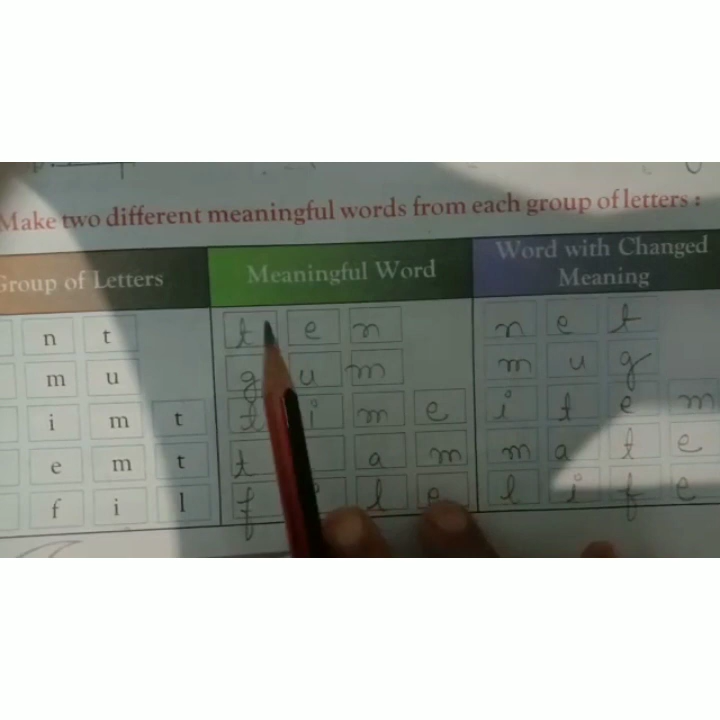 Make two different meaningful words from each group of letters :
Group of Letters Meaningful Word Word with Changed Meaning
n t t e n n e t
m u g u m m u g
i m t t i m e i t e m
e m t t a m m a t e
f i l f i l e l i f e